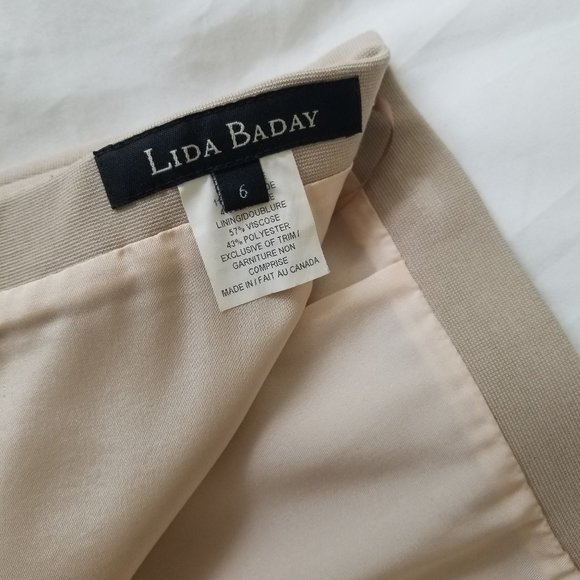 LIDA BADAY
6
LINING/DOUBLURE
57% VISCOSE
43% POLYESTER
EXCLUSIVE OF TRIM /
GARNITURE NON
COMPRISE
MADE IN / FAIT AU CANADA